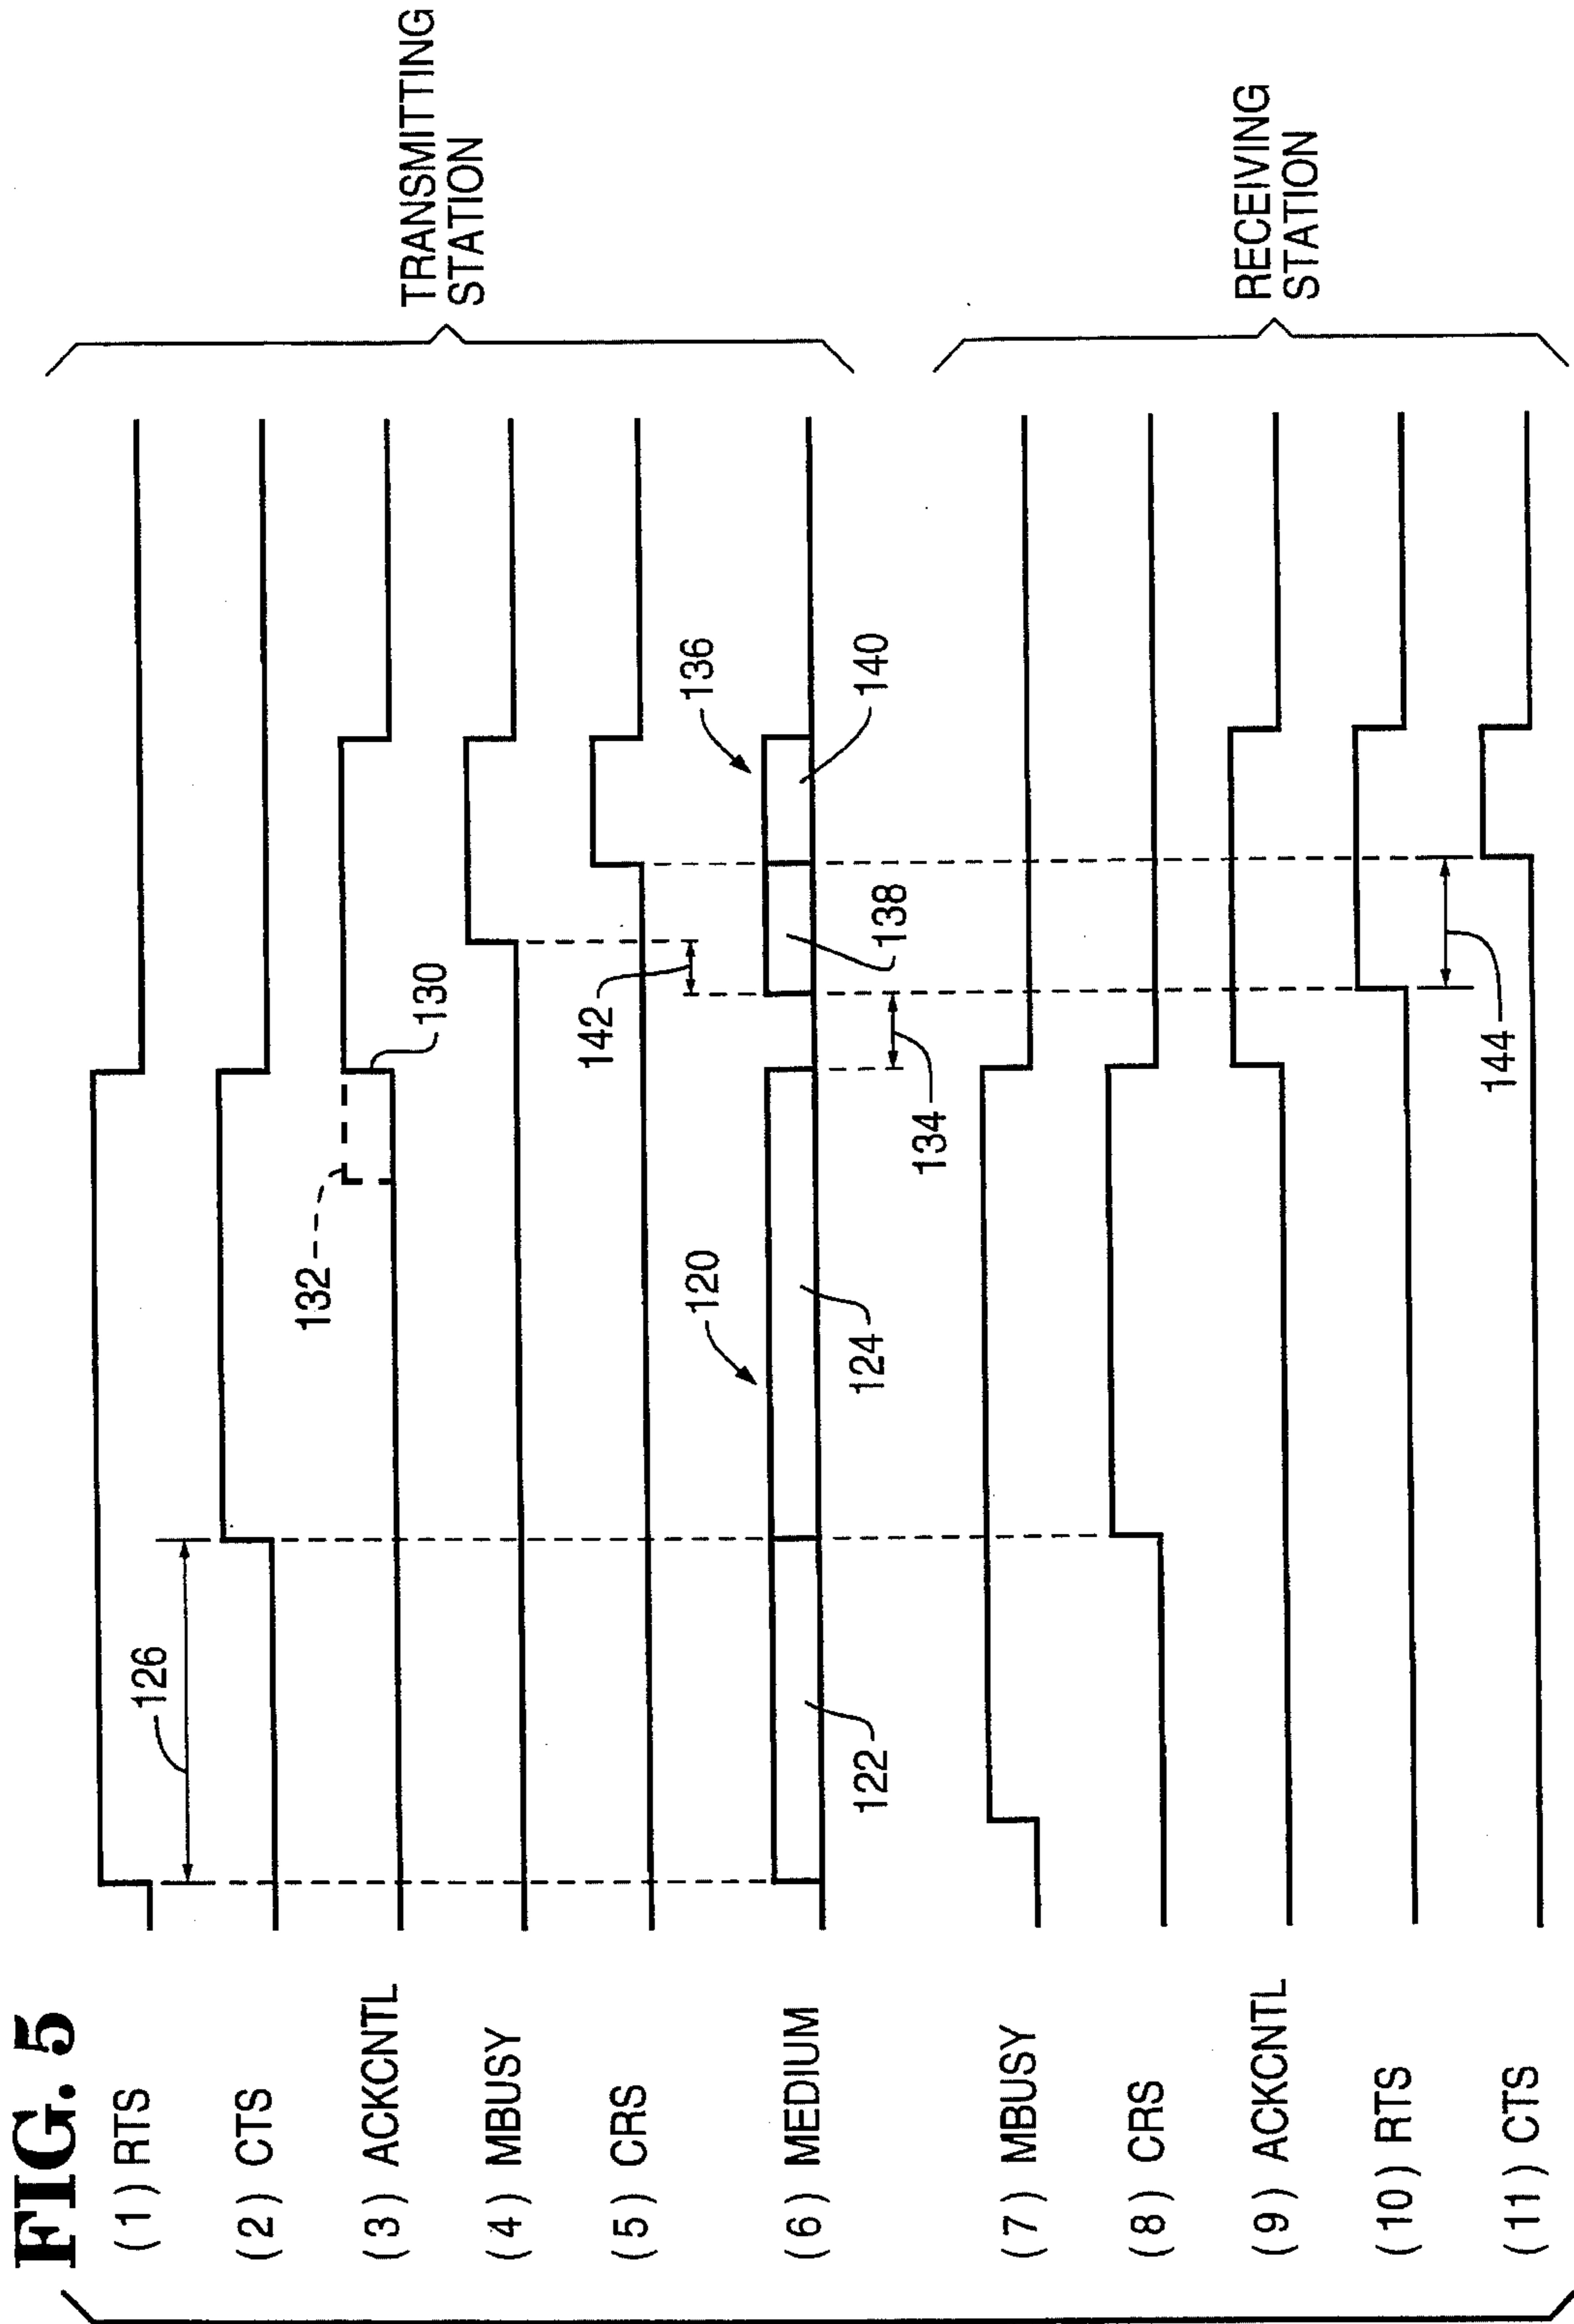 FIG. 5
(1) RTS
(2) CTS
(3) ACKCNTL
(4) MBUSY
(5) CRS
(6) MEDIUM
(7) MBUSY
(8) CRS
(9) ACKCNTL
(10) RTS
(11) CTS
126
132
130
142
120
136
122
124
138
140
134
144
TRANSMITTING
STATION
RECEIVING
STATION